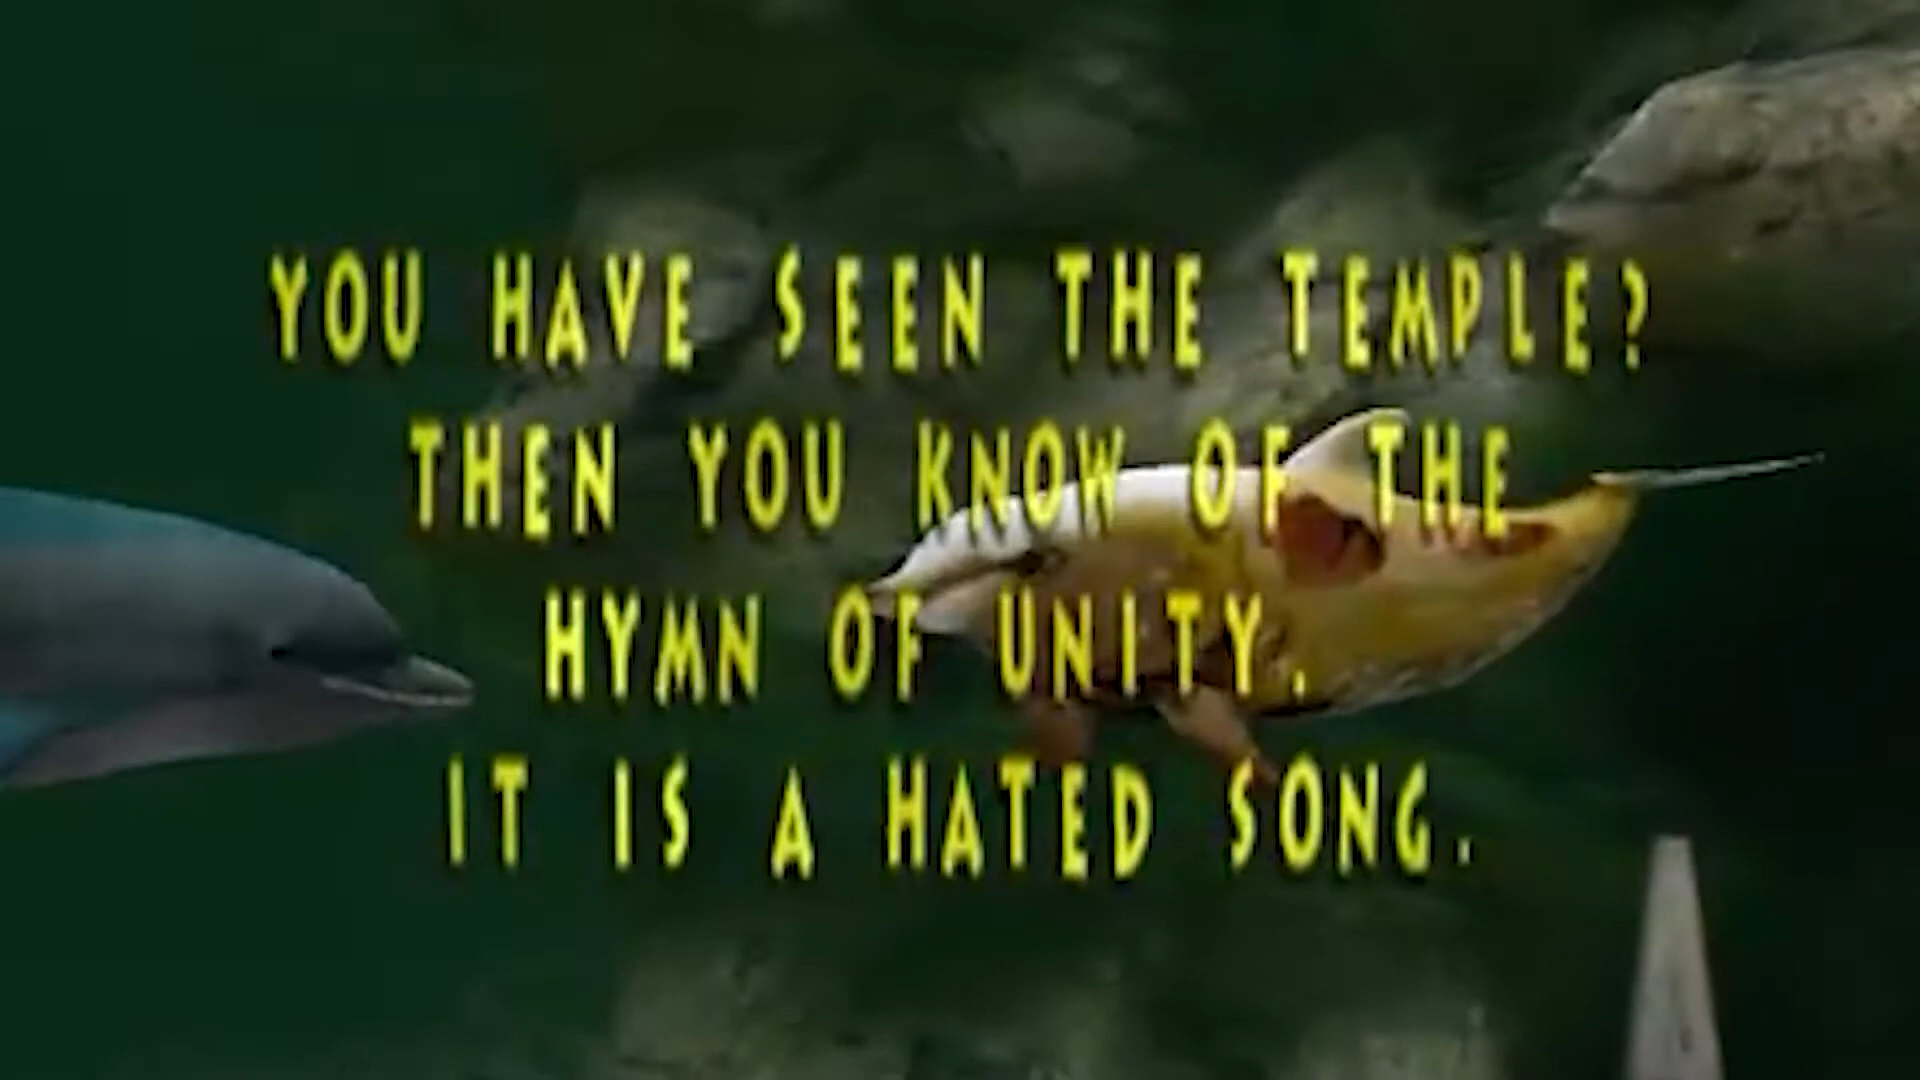 YOU HAVE SEEN THE TEMPLE?
THEN YOU KNOW OF THE
HYMN OF UNITY.
IT IS A HATED SONG.